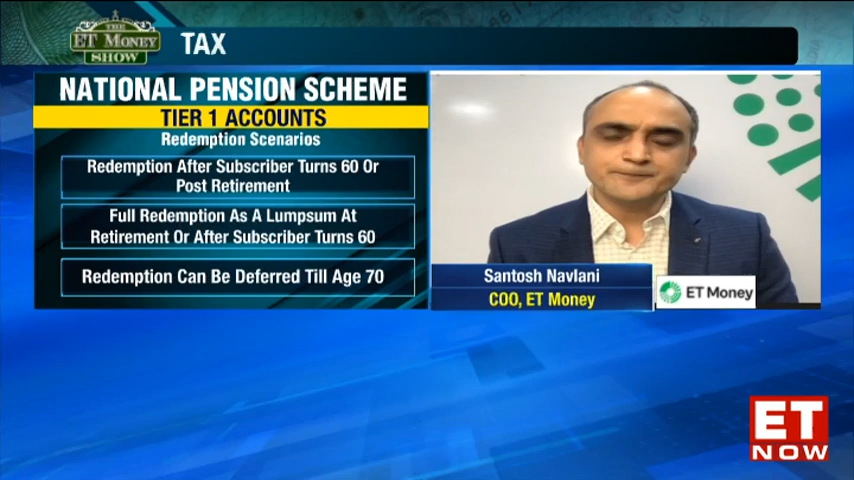 THE
ET MONEY
SHOW
TAX
NATIONAL PENSION SCHEME
TIER 1 ACCOUNTS
Redemption Scenarios
Redemption After Subscriber Turns 60 Or
Post Retirement
Full Redemption As A Lumpsum At
Retirement Or After Subscriber Turns 60
Redemption Can Be Deferred Till Age 70
Santosh Navlani
COO, ET Money
ET Money
ET
NOW